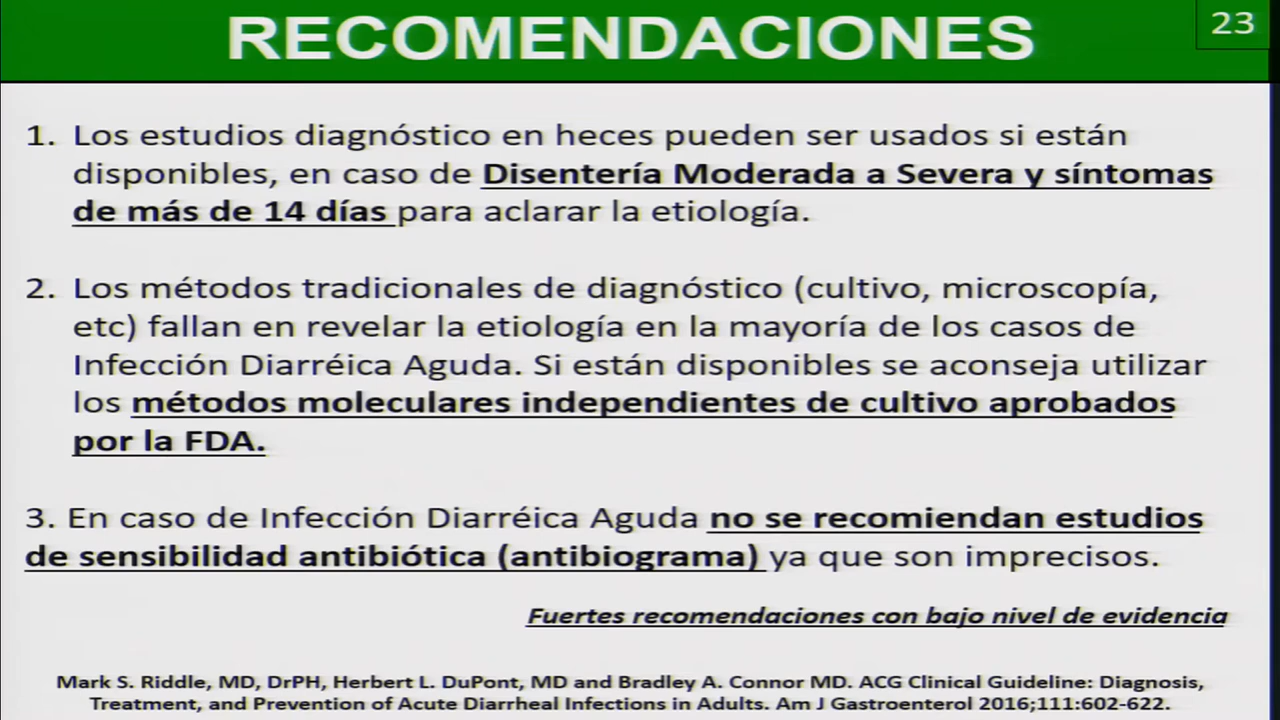 RECOMENDACIONES
23
1. Los estudios diagnóstico en heces pueden ser usados si están
disponibles, en caso de Disentería Moderada a Severa y síntomas
de más de 14 días para aclarar la etiología.
2. Los métodos tradicionales de diagnóstico (cultivo, microscopía,
etc) fallan en revelar la etiología en la mayoría de los casos de
Infección Diarréica Aguda. Si están disponibles se aconseja utilizar
los métodos moleculares independientes de cultivo aprobados
por la FDA.
3. En caso de Infección Diarréica Aguda no se recomiendan estudios
de sensibilidad antibiótica (antibiograma) ya que son imprecisos.
Fuertes recomendaciones con bajo nivel de evidencia
Mark S. Riddle, MD, DrPH, Herbert L. DuPont, MD and Bradley A. Connor MD. ACG Clinical Guideline: Diagnosis,
Treatment, and Prevention of Acute Diarrheal Infections in Adults. Am J Gastroenterol 2016;111:602-622.